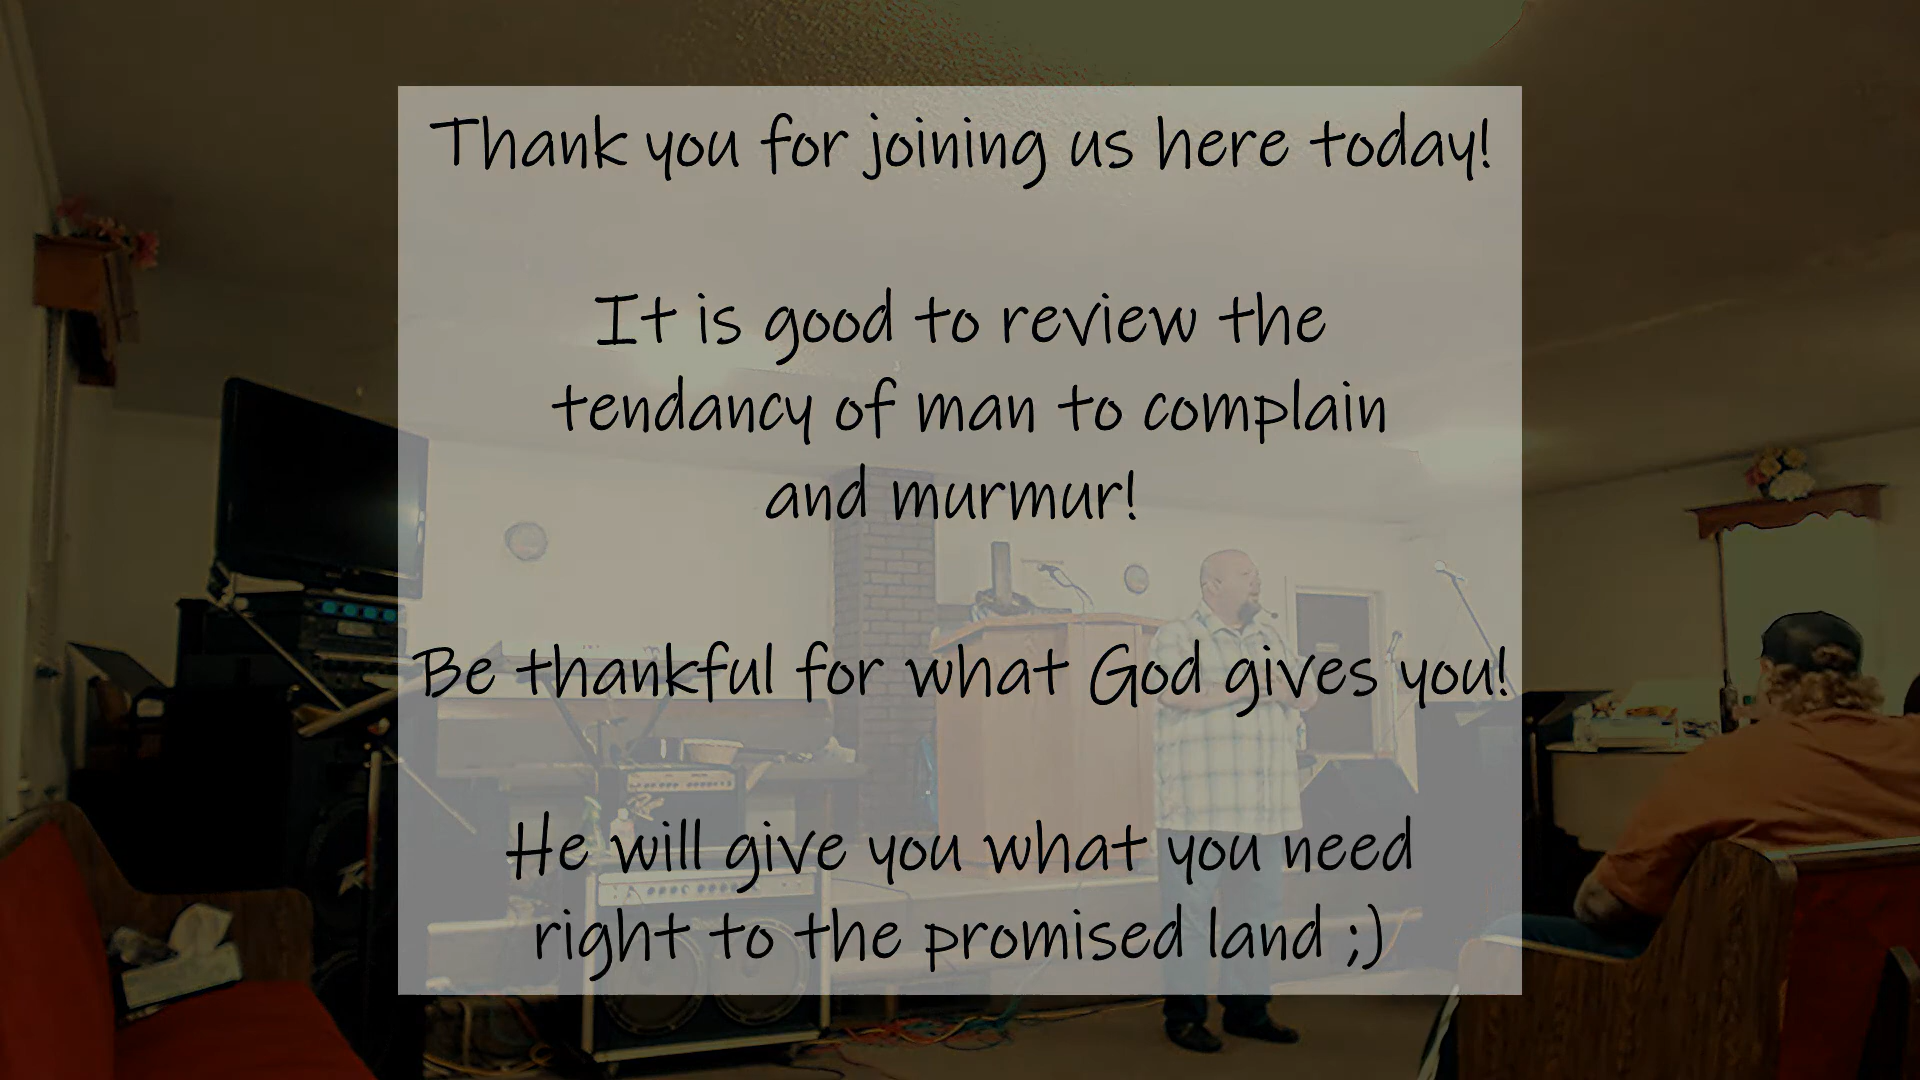 Thank you for joining us here today!
It is good to review the
tendancy of man to complain
and murmur!
Be thankful for what God gives you!
He will give you what you need
right to the promised land ;)